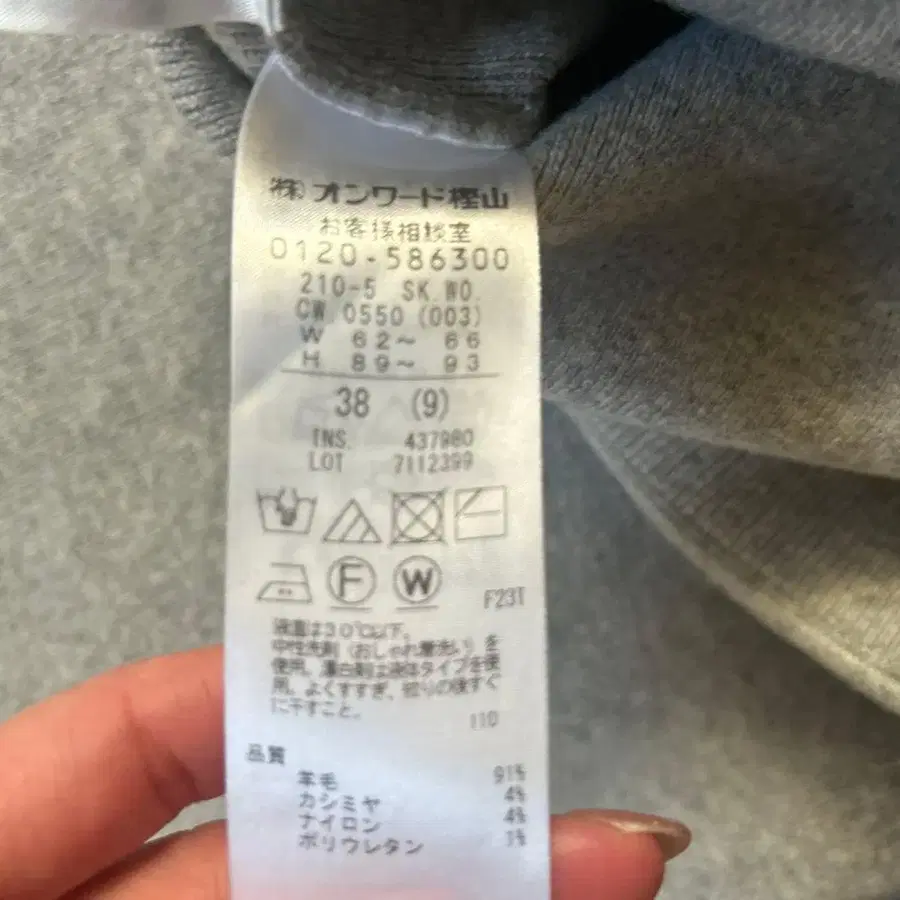 ㈱オンワード樫山
お客様相談室
0120-586300
210-5 SK.WO.
CW.0550 (003)
W 62〜 66
H 89〜 93
38 (9)
INS. 437980
LOT 7112399
F
W
F23T
液温は30℃以下。
中性洗剤（おしゃれ着洗い）を
使用。漂白剤は液体タイプを使
用。よくすすぎ、絞りの後すぐ
に干すこと。
110
品質
羊毛 91%
カシミヤ 4%
ナイロン 4%
ポリウレタン 1%